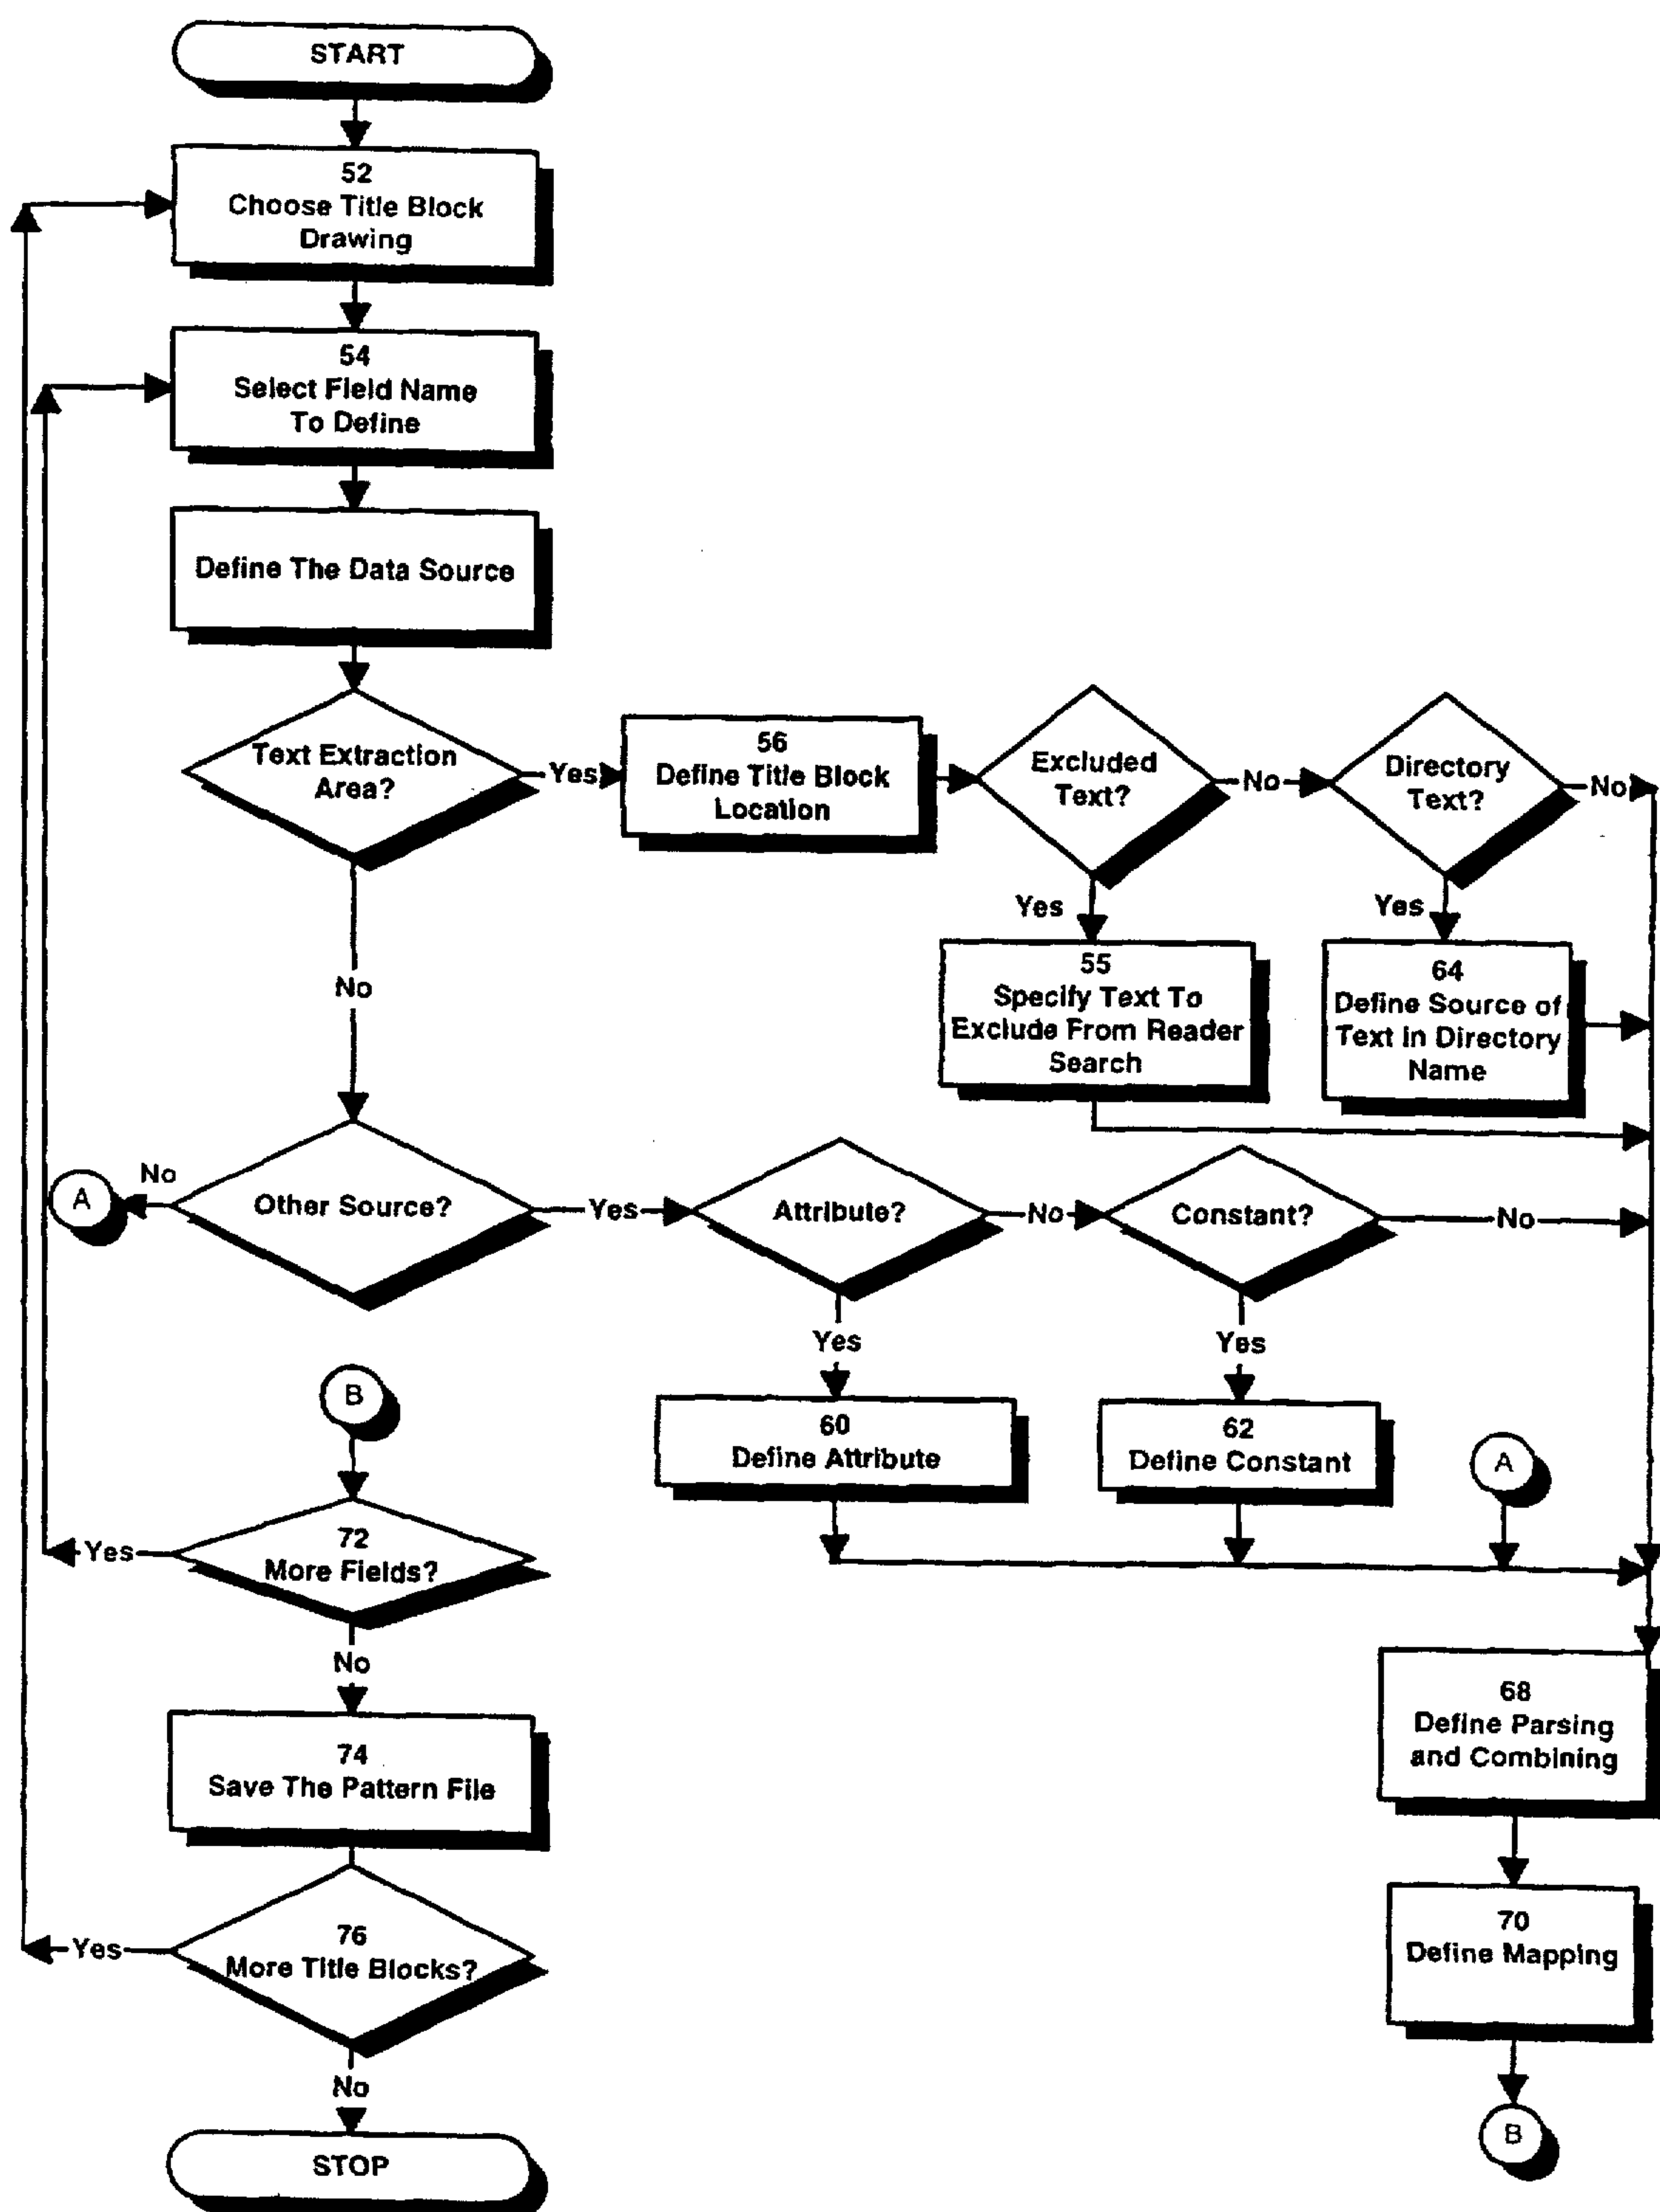 START
52
Choose Title Block
Drawing
54
Select Field Name
To Define
Define The Data Source
Text Extraction
Area?
Yes
56
Define Title Block
Location
Excluded
Text?
No
Directory
Text?
No
Yes
55
Specify Text To
Exclude From Reader
Search
Yes
64
Define Source of
Text in Directory
Name
No
A
No
Other Source?
Yes
Attribute?
No
Constant?
No
Yes
60
Define Attribute
Yes
62
Define Constant
A
B
72
More Fields?
Yes
No
68
Define Parsing
and Combining
74
Save The Pattern File
70
Define Mapping
76
More Title Blocks?
Yes
No
B
STOP